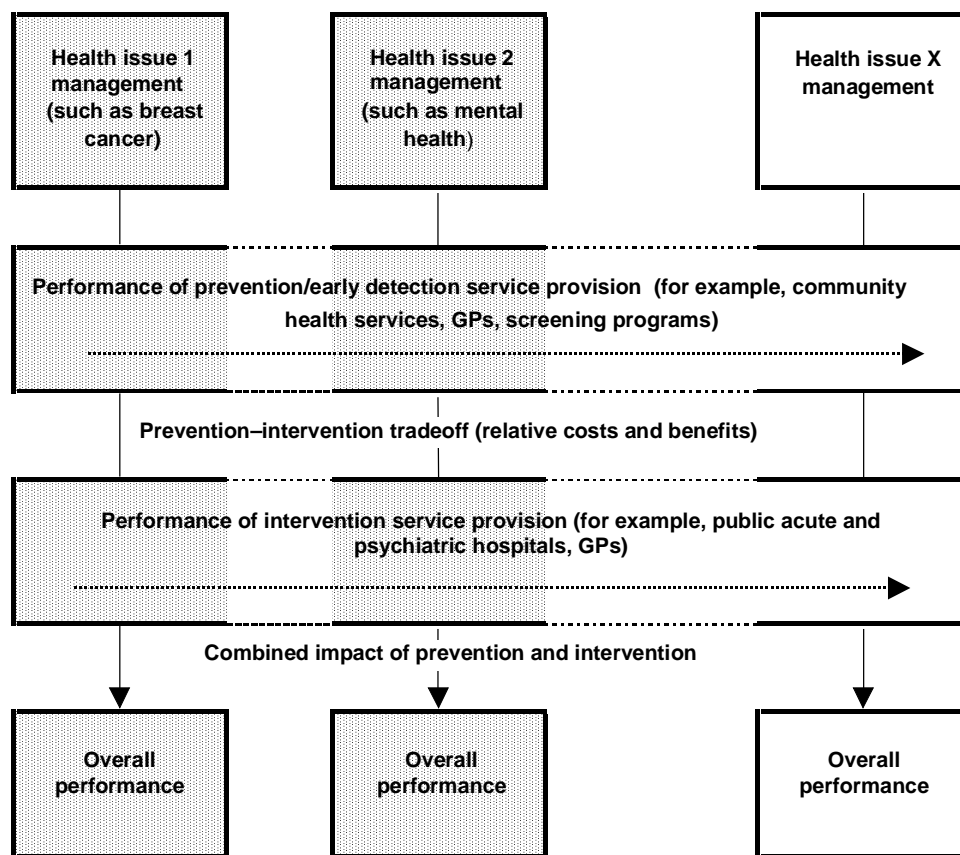 Health issue 1
management
(such as breast
cancer)
Health issue 2
management
(such as mental
health)
Health issue X
management
Performance of prevention/early detection service provision (for example, community
health services, GPs, screening programs)
Prevention–intervention tradeoff (relative costs and benefits)
Performance of intervention service provision (for example, public acute and
psychiatric hospitals, GPs)
Combined impact of prevention and intervention
Overall
performance
Overall
performance
Overall
performance